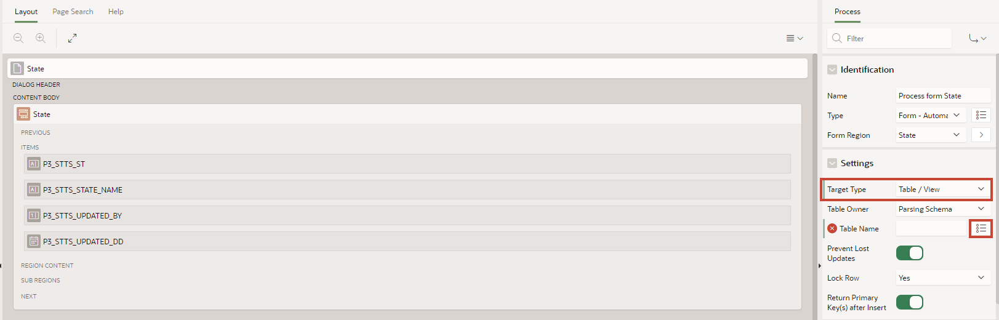 Layout Page Search Help
State
DIALOG HEADER
CONTENT BODY
State
PREVIOUS
ITEMS
P3_STTS_ST
P3_STTS_STATE_NAME
P3_STTS_UPDATED_BY
P3_STTS_UPDATED_DD
REGION CONTENT
SUB REGIONS
NEXT
Process
Filter
Identification
Name Process form State
Type Form - Automa
Form Region State
Settings
Target Type Table / View
Table Owner Parsing Schema
Table Name
Prevent Lost
Updates
Lock Row Yes
Return Primary
Key(s) after Insert